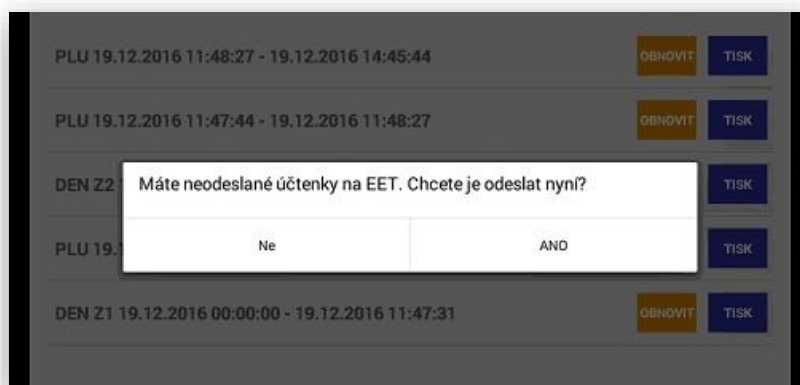 PLU 19.12.2016 11:48:27 - 19.12.2016 14:45:44 OBNOVIT TISK
PLU 19.12.2016 11:47:44 - 19.12.2016 11:48:27 OBNOVIT TISK
DEN Z2 TISK
Máte neodeslané účtenky na EET. Chcete je odeslat nyní?
Ne ANO
PLU 19. TISK
DEN Z1 19.12.2016 00:00:00 - 19.12.2016 11:47:31 OBNOVIT TISK